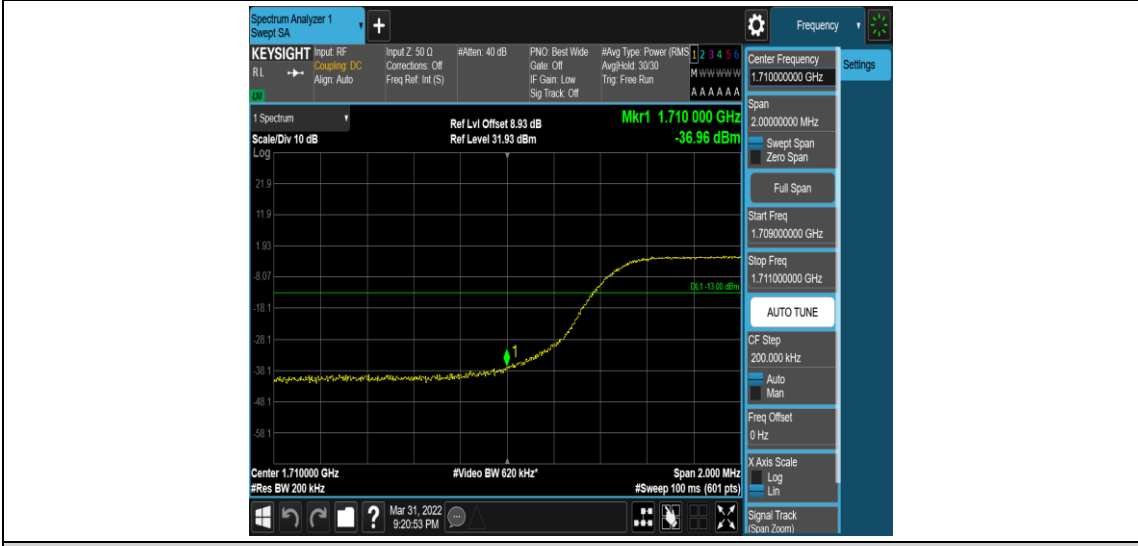 Spectrum Analyzer 1
Swept SA
+
Frequency
KEYSIGHT
RL
Input: RF
Coupling: DC
Align: Auto
Input Z: 50 Ω
Corrections: Off
Freq Ref: Int (S)
#Atten: 40 dB
PNO: Best Wide
Gate: Off
IF Gain: Low
Sig Track: Off
#Avg Type: Power (RMS
Avg|Hold: 30/30
Trig: Free Run
1 2 3 4 5 6
M W W W W W
A A A A A A
1 Spectrum
Scale/Div 10 dB
Log
Ref Lvl Offset 8.93 dB
Ref Level 31.93 dBm
Mkr1 1.710 000 GHz
-36.96 dBm
21.9
11.9
1.93
-8.07
-18.1
-28.1
-38.1
-48.1
-58.1
DL1 -13.00 dBm
1
Center 1.71000 GHz
#Res BW 200 kHz
#Video BW 620 kHz*
Span 2.000 MHz
#Sweep 100 ms (601 pts)
Mar 31, 2022
9:20:53 PM
?
Center Frequency
1.710000000 GHz
Settings
Span
2.00000000 MHz
Swept Span
Zero Span
Full Span
Start Freq
1.709000000 GHz
Stop Freq
1.711000000 GHz
AUTO TUNE
CF Step
200.000 kHz
Auto
Man
Freq Offset
0 Hz
X Axis Scale
Log
Lin
Signal Track
(Span Zoom)